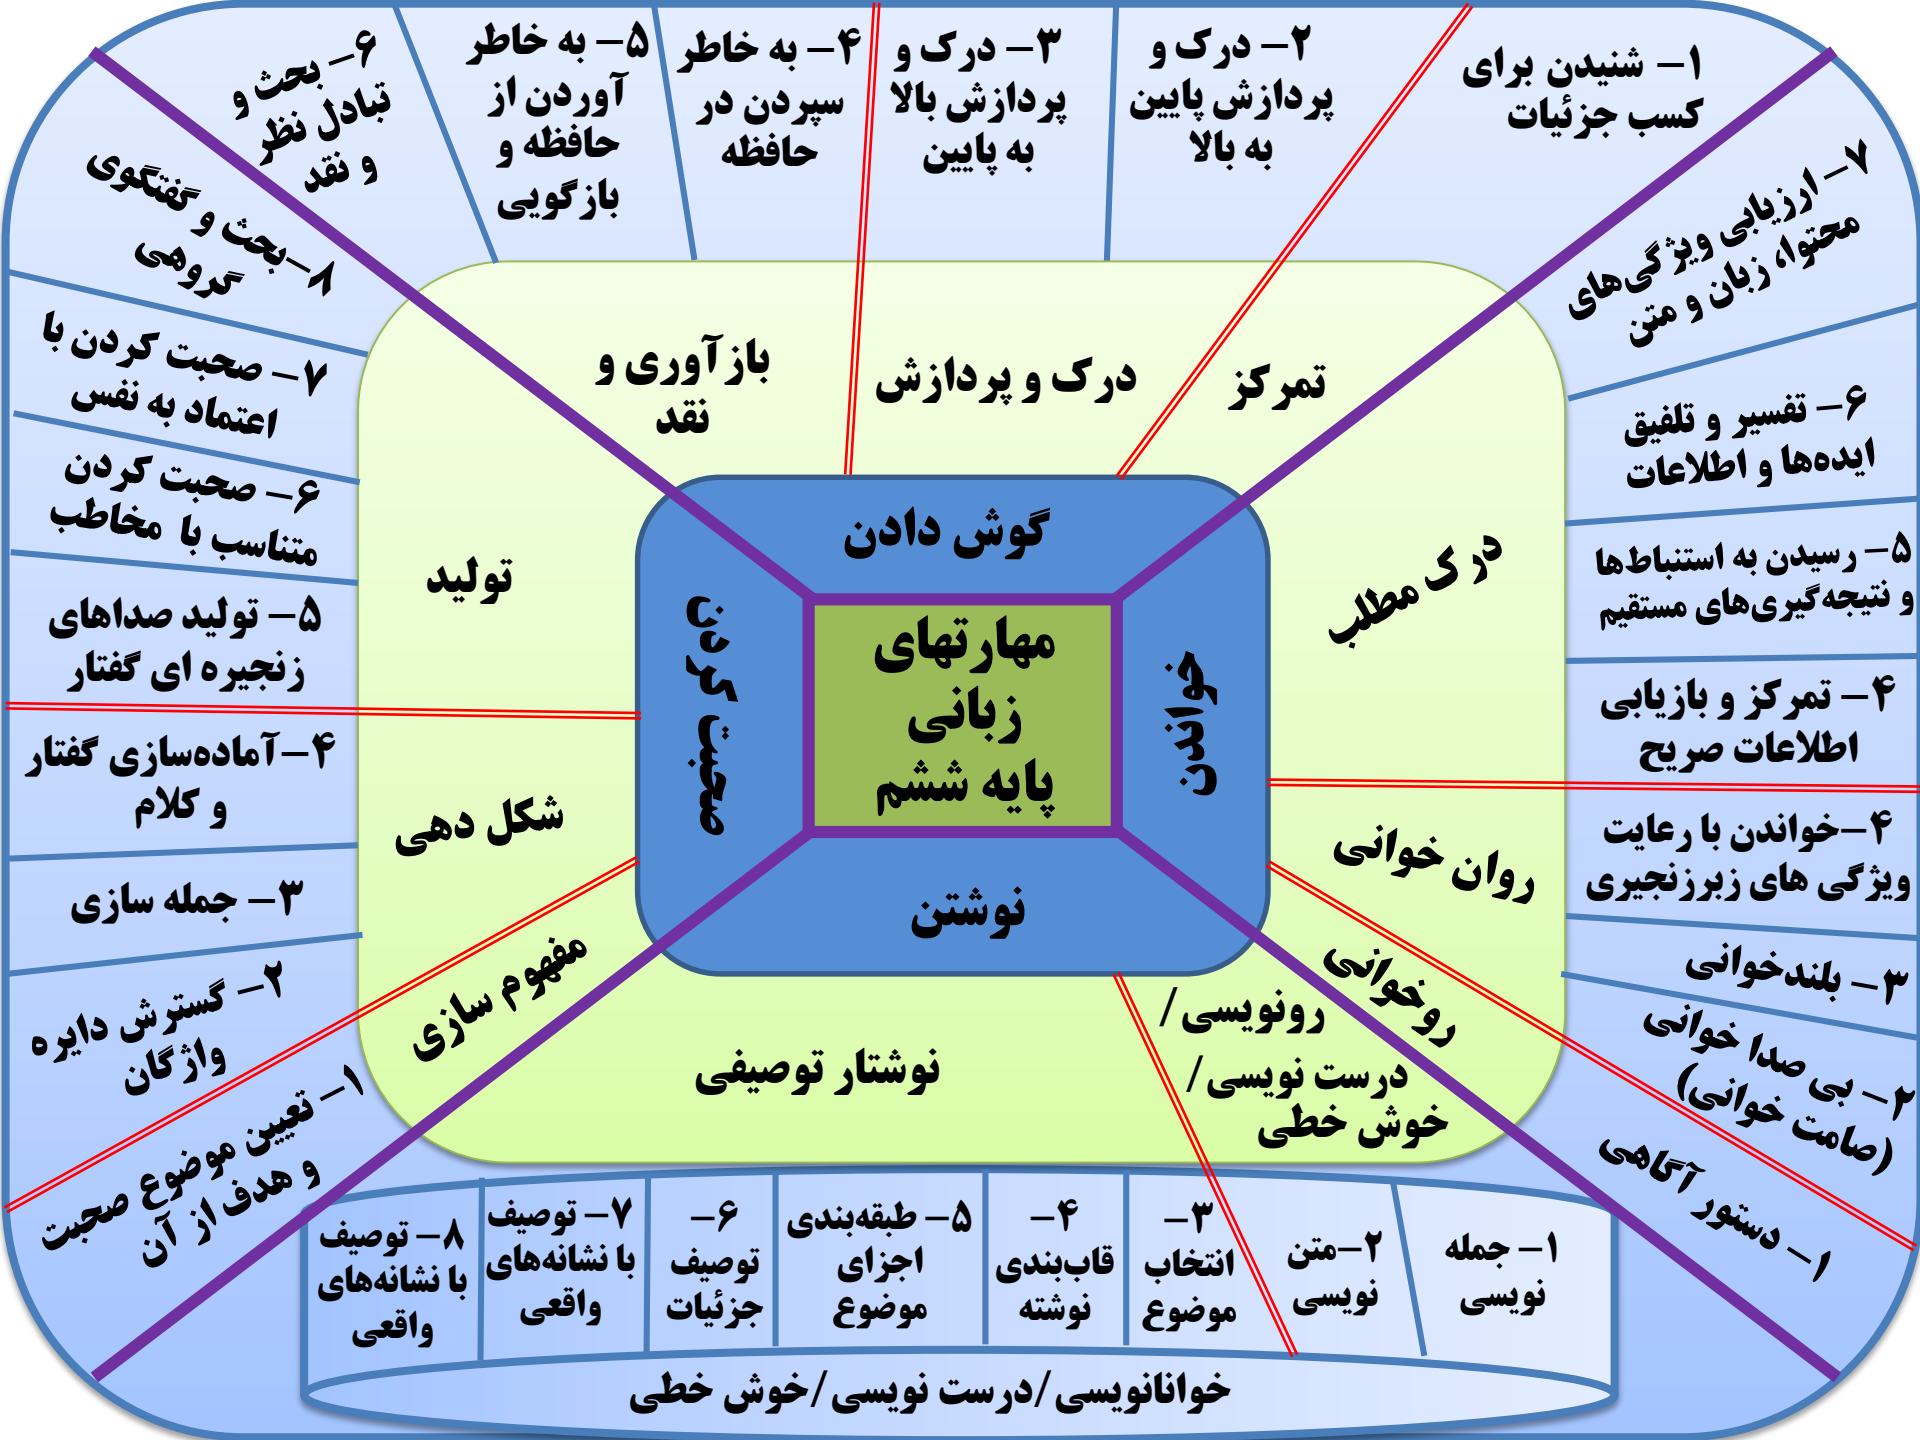 مهارتهای
زبانی
پایه ششم
گوش دادن
خواندن
نوشتن
صحبت کردن
تمرکز
درک و پردازش
بازآوری و
نقد
۱– شنیدن برای
کسب جزئیات
۲– درک و
پردازش پایین
به بالا
۳– درک و
پردازش بالا
به پایین
۴– به خاطر
سپردن در
حافظه
۵– به خاطر
آوردن از
حافظه و
بازگویی
۶– بحث و
تبادل نظر
و نقد
درک مطلب
روان خوانی
روخوانی
۷– ارزیابی ویژگی‌های
محتوا، زبان و متن
۶– تفسیر و تلفیق
ایده‌ها و اطلاعات
۵– رسیدن به استنباط‌ها
و نتیجه‌گیری‌های مستقیم
۴– تمرکز و بازیابی
اطلاعات صریح
۴–خواندن با رعایت
ویژگی های زبرزنجیری
۳– بلندخوانی
۲– بی صدا خوانی
(صامت خوانی)
۱– دستور آگاهی
تولید
شکل دهی
مفهوم سازی
۸–بحث و گفتگوی
گروهی
۷– صحبت کردن با
اعتماد به نفس
۶– صحبت کردن
متناسب با مخاطب
۵– تولید صداهای
زنجیره ای گفتار
۴–آماده‌سازی گفتار
و کلام
۳– جمله سازی
۲– گسترش دایره
واژگان
۱– تعیین موضوع صحبت
و هدف از آن
رونویسی/
درست نویسی/
خوش خطی
نوشتار توصیفی
۱– جمله
نویسی
۲–متن
نویسی
۳–
انتخاب
موضوع
۴–
قاب‌بندی
نوشته
۵– طبقه‌بندی
اجزای
موضوع
۶–
توصیف
جزئیات
۷– توصیف
با نشانه‌های
واقعی
۸– توصیف
با نشانه‌های
واقعی
خوانانویسی/درست نویسی/خوش خطی